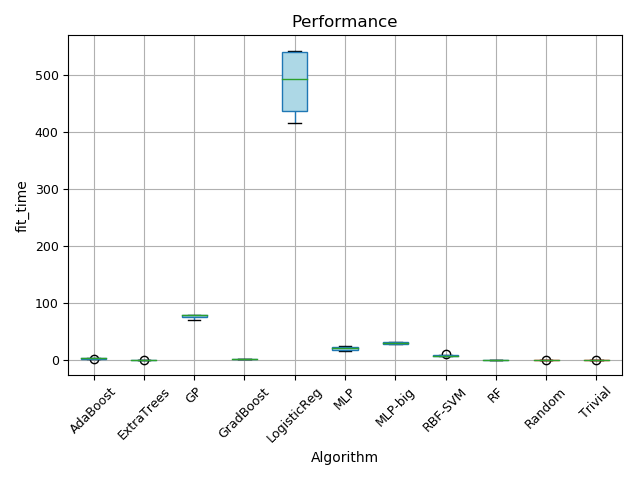 Performance
fit_time
500
400
300
200
100
0
AdaBoost
ExtraTrees
GP
GradBoost
LogisticReg
MLP
MLP-big
RBF-SVM
RF
Random
Trivial
Algorithm